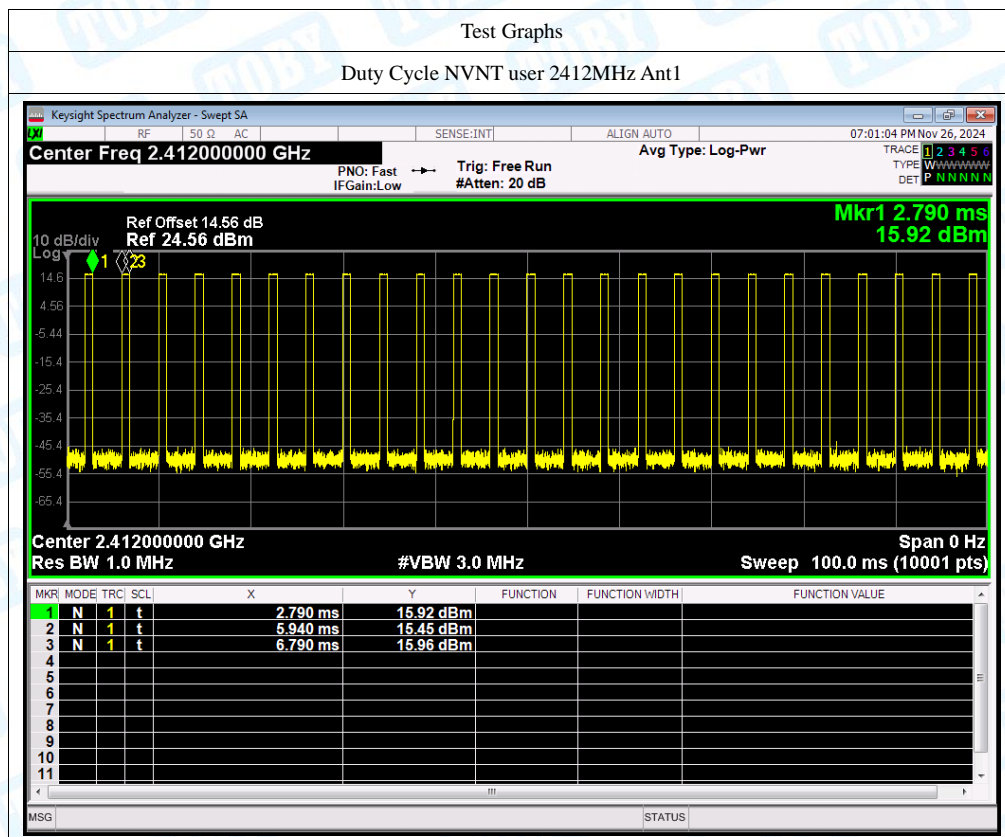 Test Graphs
Duty Cycle NVNT user 2412MHz Ant1
Keysight Spectrum Analyzer - Swept SA
LXI RF 50 Ω AC SENSE:INT ALIGN AUTO 07:01:04 PM Nov 26, 2024
Center Freq 2.412000000 GHz Avg Type: Log-Pwr TRACE 1 2 3 4 5 6
PNO: Fast Trig: Free Run TYPE WWWWWW
IFGain:Low #Atten: 20 dB DET P N N N N N
Mkr1 2.790 ms
15.92 dBm
Ref Offset 14.56 dB
10 dB/div Ref 24.56 dBm
Log
1 2 3
14.6
4.56
-5.44
-15.4
-25.4
-35.4
-45.4
-55.4
-65.4
Center 2.412000000 GHz Span 0 Hz
Res BW 1.0 MHz #VBW 3.0 MHz Sweep 100.0 ms (10001 pts)
MKR MODE TRC SCL X Y FUNCTION FUNCTION WIDTH FUNCTION VALUE
1 N 1 t 2.790 ms 15.92 dBm
2 N 1 t 5.940 ms 15.45 dBm
3 N 1 t 6.790 ms 15.96 dBm
4
5
6
7
8
9
10
11
MSG STATUS
TOBY